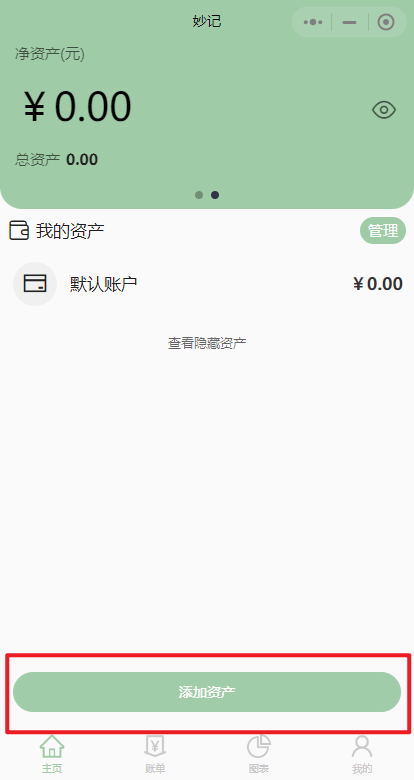 妙记
净资产(元)
¥ 0.00
总资产 0.00
我的资产 管理
默认账户 ¥ 0.00
查看隐藏资产
添加资产
主页 账单 图表 我的